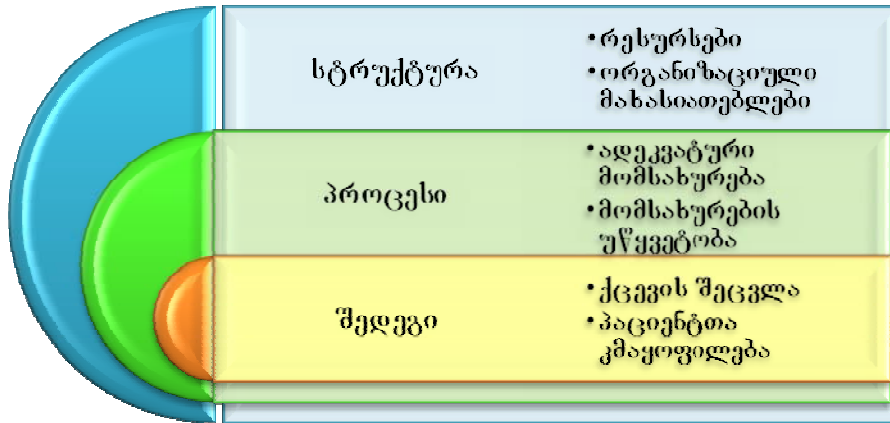 სტრუქტურა
•რესურსები
•ორგანიზაციული
მახასიათებლები
პროცესი
•ადეკვატური
მომსახურება
•მომსახურების
უწყვეტობა
შედეგი
•ქცევის შეცვლა
•პაციენტთა
კმაყოფილება